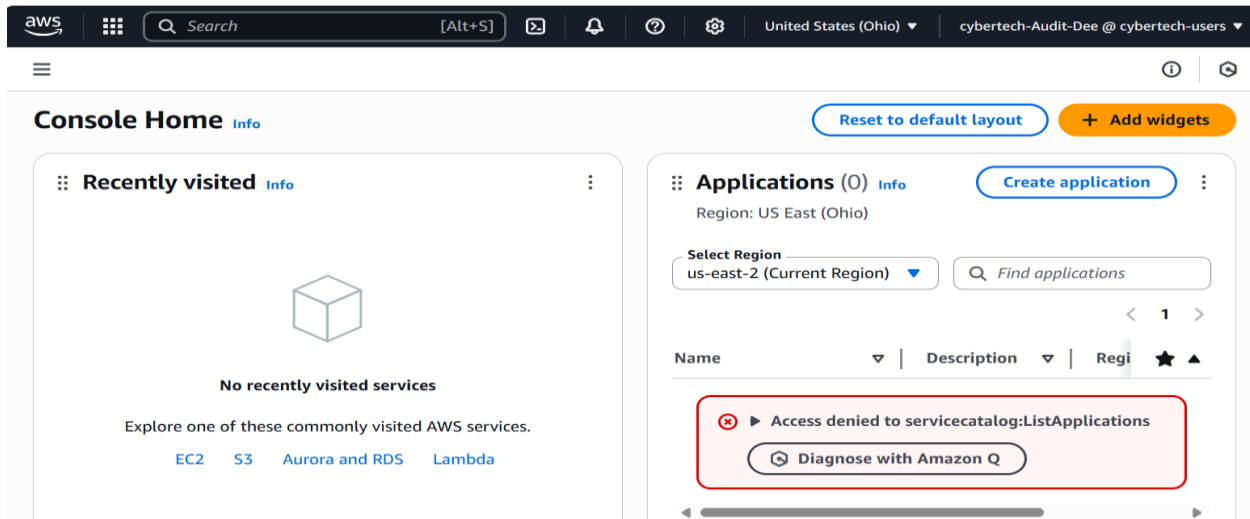 aws
Search [Alt+S]
United States (Ohio)
cybertech-Audit-Dee @ cybertech-users
Console Home Info
Reset to default layout
+ Add widgets
Recently visited Info
No recently visited services
Explore one of these commonly visited AWS services.
EC2 S3 Aurora and RDS Lambda
Applications (0) Info
Create application
Region: US East (Ohio)
Select Region
us-east-2 (Current Region)
Find applications
1
Name Description Regi
Access denied to servicecatalog:ListApplications
Diagnose with Amazon Q